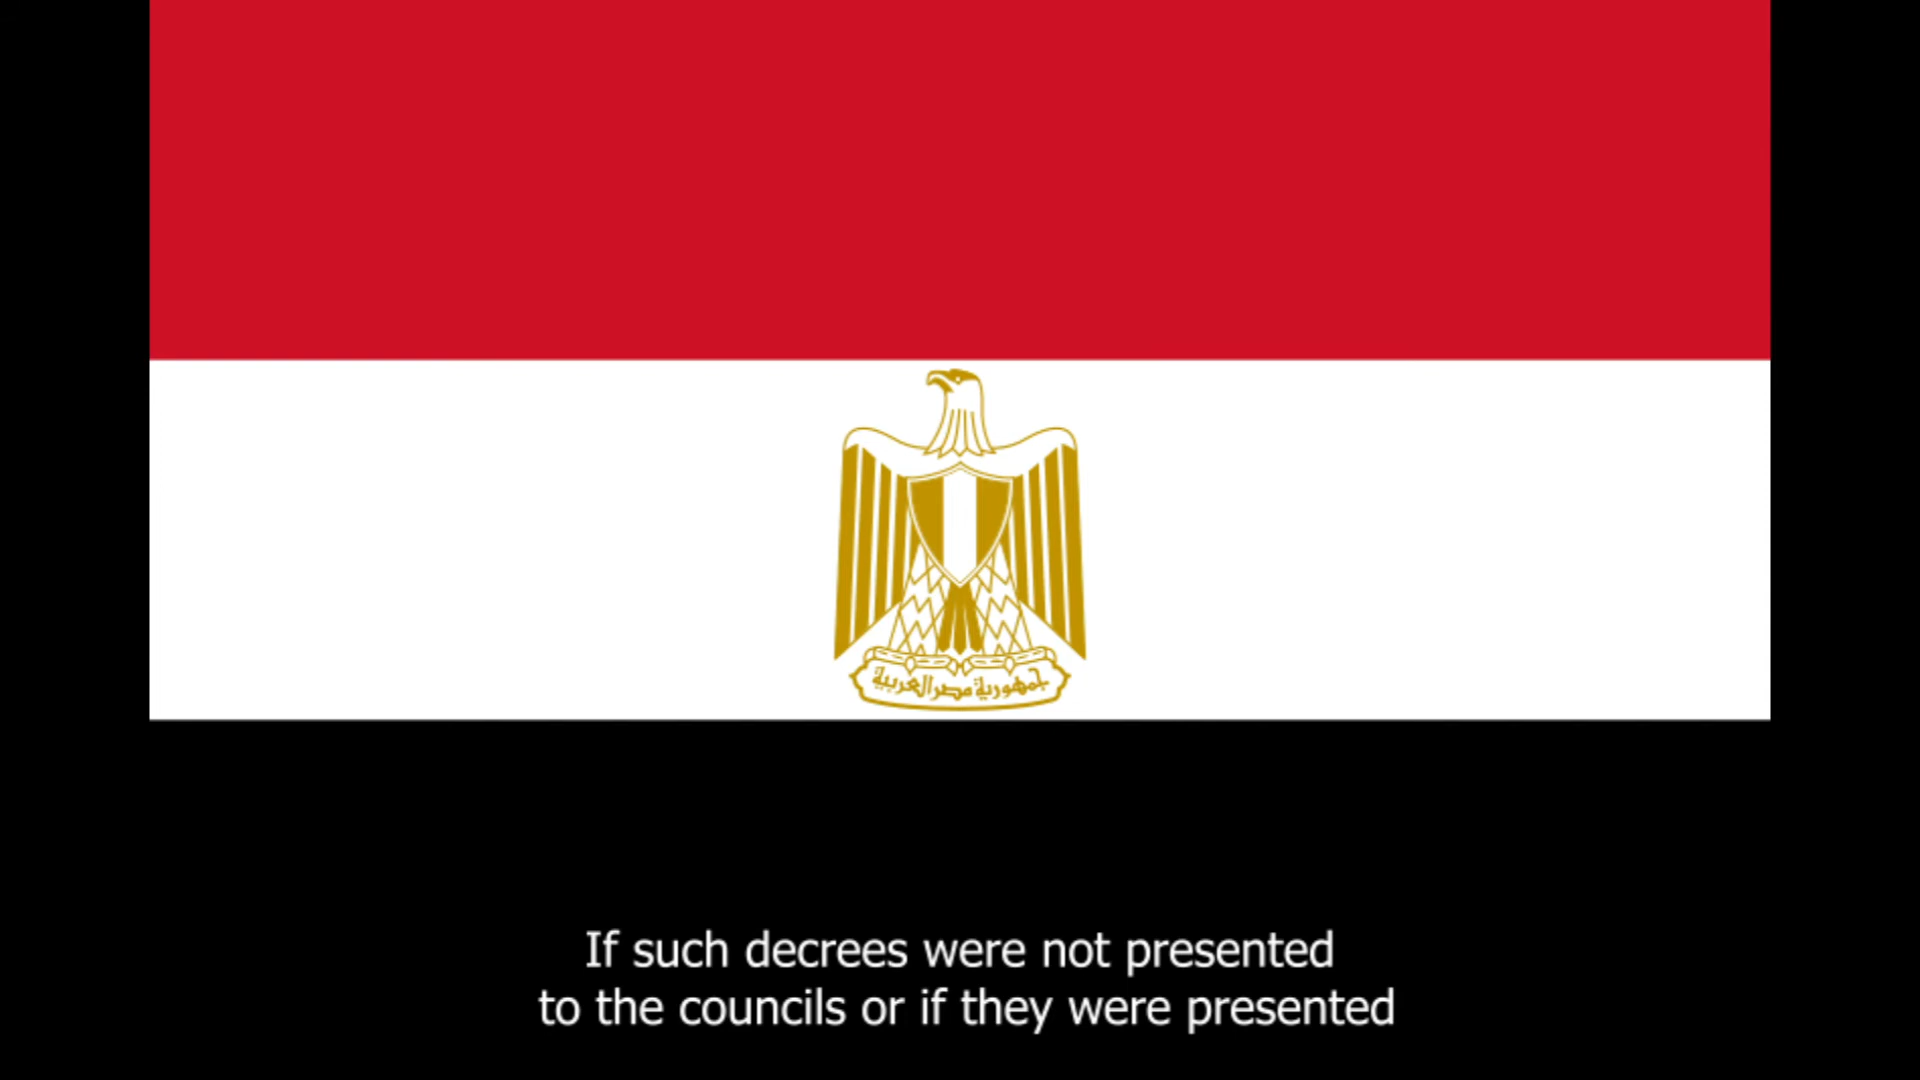 جمهورية مصر العربية
If such decrees were not presented
to the councils or if they were presented